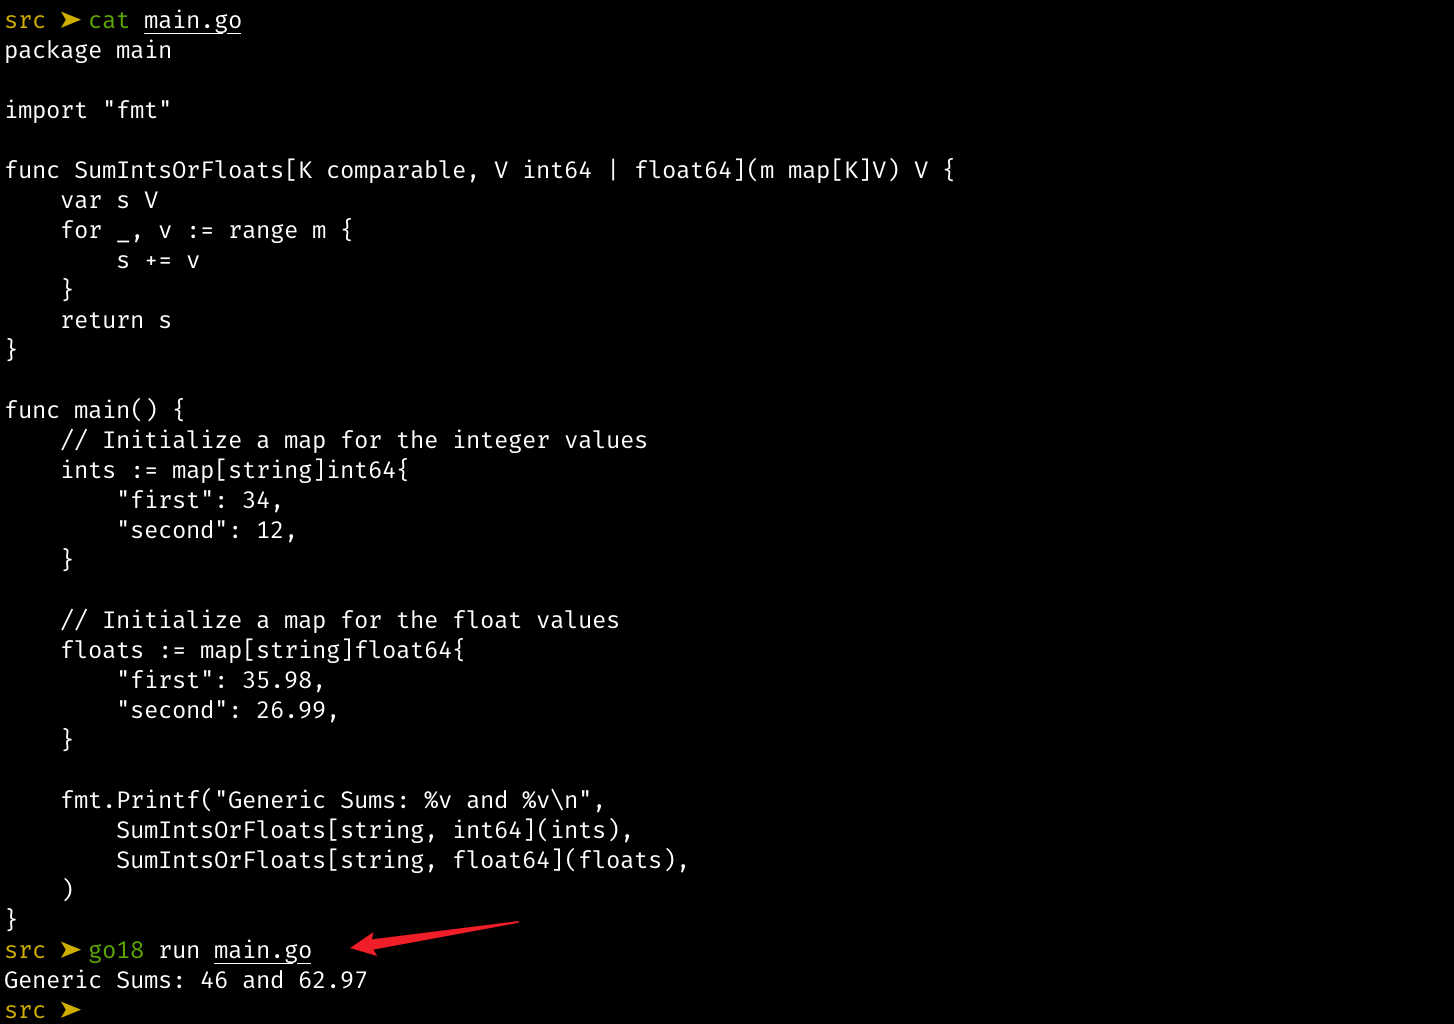 src ➤ cat main.go
package main

import "fmt"

func SumIntsOrFloats[K comparable, V int64 | float64](m map[K]V) V {
    var s V
    for _, v := range m {
        s += v
    }
    return s
}

func main() {
    // Initialize a map for the integer values
    ints := map[string]int64{
        "first": 34,
        "second": 12,
    }

    // Initialize a map for the float values
    floats := map[string]float64{
        "first": 35.98,
        "second": 26.99,
    }

    fmt.Printf("Generic Sums: %v and %v\n",
        SumIntsOrFloats[string, int64](ints),
        SumIntsOrFloats[string, float64](floats),
    )
}
src ➤ go18 run main.go
Generic Sums: 46 and 62.97
src ➤